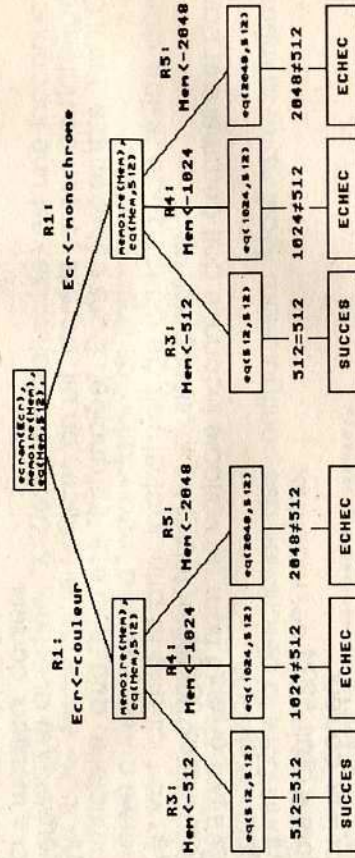 ecran(Ecr),
memoire(Mem),
eq(Mem,512),
R1:
Ecr<-couleur
R1:
Ecr<-monochrome
memoire(Mem),
eq(Mem,512)
memoire(Mem),
eq(Mem,512)
R3:
Mem<-512
R4:
Mem<-1024
R5:
Mem<-2048
R3:
Mem<-512
R4:
Mem<-1024
R5:
Mem<-2048
eq(512,512)
eq(1024,512)
eq(2048,512)
eq(512,512)
eq(1024,512)
eq(2048,512)
512=512
1024≠512
2048≠512
512=512
1024≠512
2048≠512
SUCCES
ECHEC
ECHEC
SUCCES
ECHEC
ECHEC